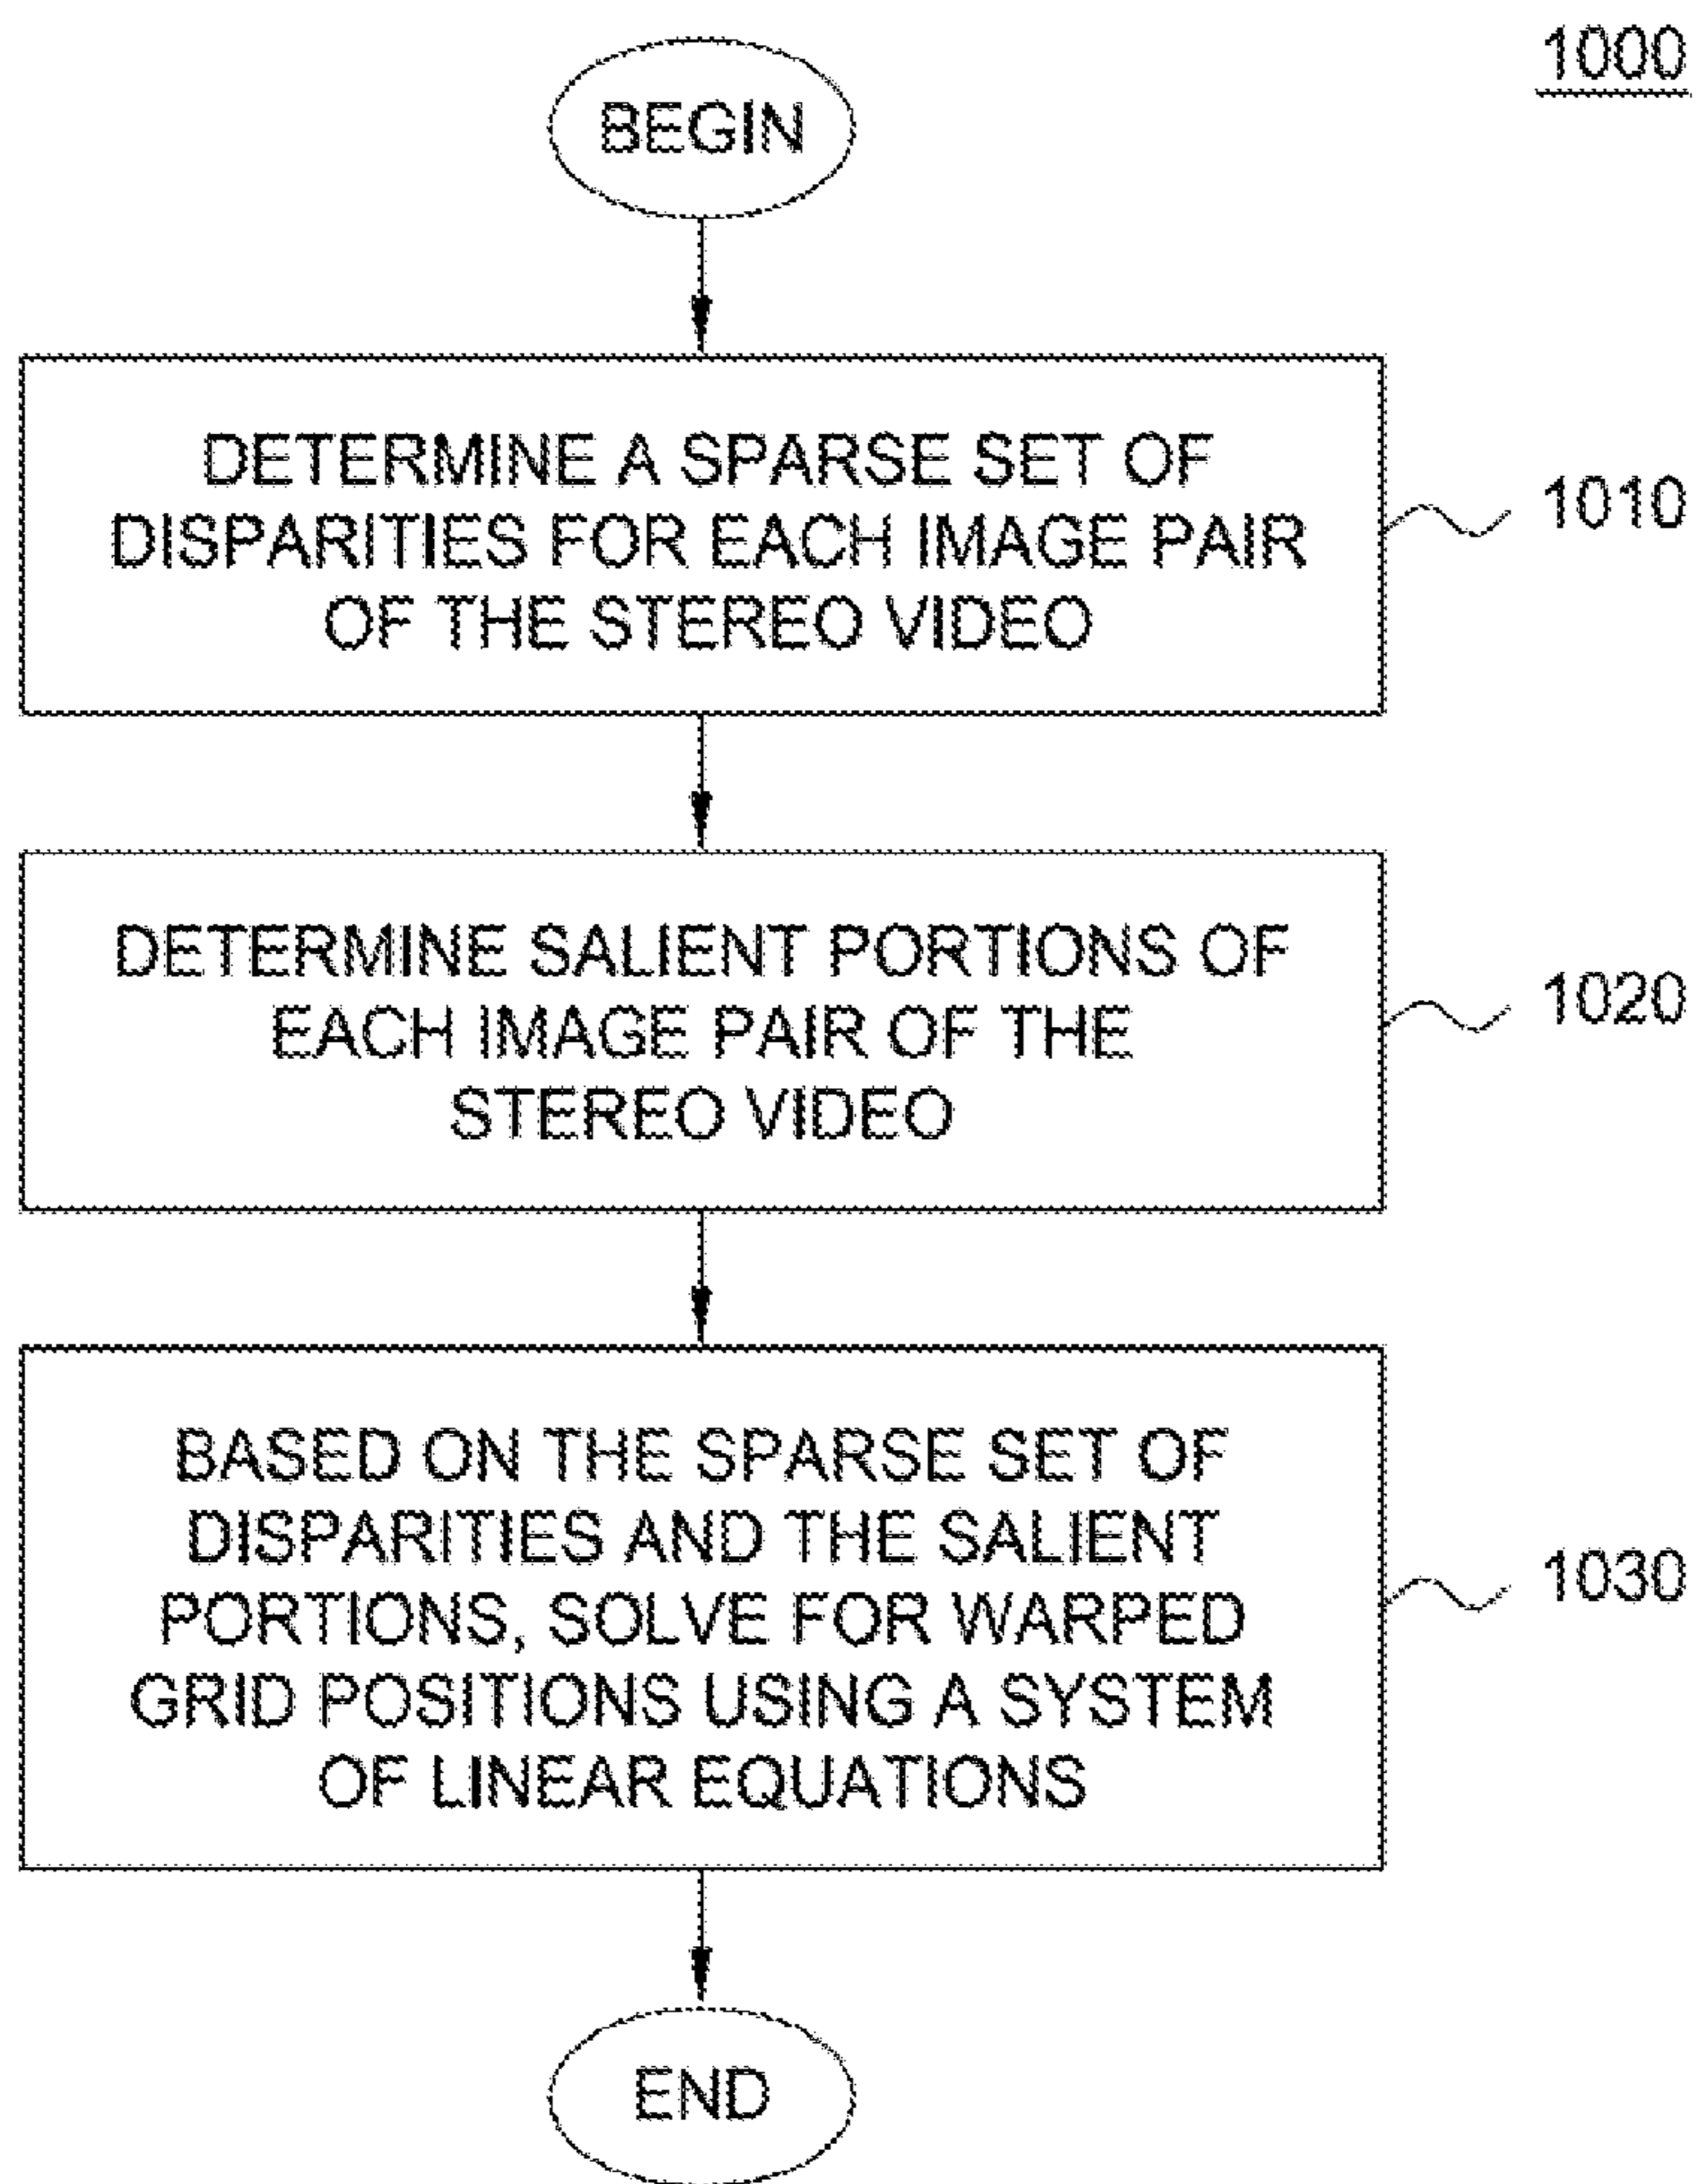 1000
BEGIN
DETERMINE A SPARSE SET OF
DISPARITIES FOR EACH IMAGE PAIR
OF THE STEREO VIDEO
1010
DETERMINE SALIENT PORTIONS OF
EACH IMAGE PAIR OF THE
STEREO VIDEO
1020
BASED ON THE SPARSE SET OF
DISPARITIES AND THE SALIENT
PORTIONS, SOLVE FOR WARPED
GRID POSITIONS USING A SYSTEM
OF LINEAR EQUATIONS
1030
END